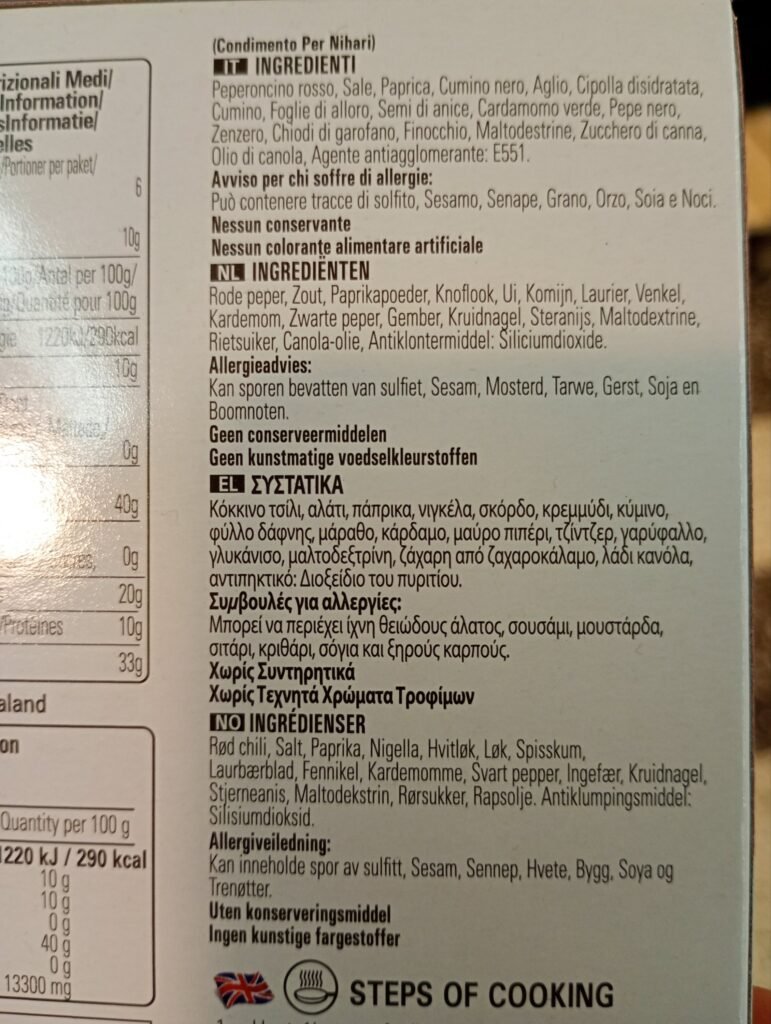 rizionali Medi/
Information/
sInformatie/
elles
/Portioner per paket/
6
10g
Antal per 100g/
Quantité pour 100g
1220kJ/290kcal
10g
0g
40g
0g
20g
/Proteines
10g
33g
aland
on
Quantity per 100 g
1220 kJ / 290 kcal
10 g
10 g
0 g
40 g
0 g
13300 mg
(Condimento Per Nihari)
IT INGREDIENTI
Peperoncino rosso, Sale, Paprica, Cumino nero, Aglio, Cipolla disidratata,
Cumino, Foglie di alloro, Semi di anice, Cardamomo verde, Pepe nero,
Zenzero, Chiodi di garofano, Finocchio, Maltodestrine, Zucchero di canna,
Olio di canola, Agente antiagglomerante: E551.
Avviso per chi soffre di allergie:
Può contenere tracce di solfito, Sesamo, Senape, Grano, Orzo, Soia e Noci.
Nessun conservante
Nessun colorante alimentare artificiale
NL INGREDIËNTEN
Rode peper, Zout, Paprikapoeder, Knoflook, Ui, Komijn, Laurier, Venkel,
Kardemom, Zwarte peper, Gember, Kruidnagel, Steranijs, Maltodextrine,
Rietsuiker, Canola-olie, Antiklontermiddel: Siliciumdioxide.
Allergieadvies:
Kan sporen bevatten van sulfiet, Sesam, Mosterd, Tarwe, Gerst, Soja en
Boomnoten.
Geen conserveermiddelen
Geen kunstmatige voedselkleurstoffen
EL ΣΥΣΤΑΤΙΚΑ
Κόκκινο τσίλι, αλάτι, πάπρικα, νιγκέλα, σκόρδο, κρεμμύδι, κύμινο,
φύλλο δάφνης, μάραθο, κάρδαμο, μαύρο πιπέρι, τζίντζερ, γαρύφαλλο,
γλυκάνισο, μαλτοδεξτρίνη, ζάχαρη από ζαχαροκάλαμο, λάδι κανόλα,
αντιπηκτικό: Διοξείδιο του πυριτίου.
Συμβουλές για αλλεργίες:
Μπορεί να περιέχει ίχνη θειώδους άλατος, σουσάμι, μουστάρδα,
σιτάρι, κριθάρι, σόγια και ξηρούς καρπούς.
Χωρίς Συντηρητικά
Χωρίς Τεχνητά Χρώματα Τροφίμων
NO INGRÉDIENSER
Rød chili, Salt, Paprika, Nigella, Hvitløk, Løk, Spisskum,
Laurbærblad, Fennikel, Kardemomme, Svart pepper, Ingefær, Kruidnagel,
Stjerneanis, Maltodekstrin, Rørsukker, Rapsolje. Antiklumpingsmiddel:
Silisiumdioksid.
Allergiveiledning:
Kan inneholde spor av sulfitt, Sesam, Sennep, Hvete, Bygg, Soya og
Trenøtter.
Uten konserveringsmiddel
Ingen kunstige fargestoffer
STEPS OF COOKING